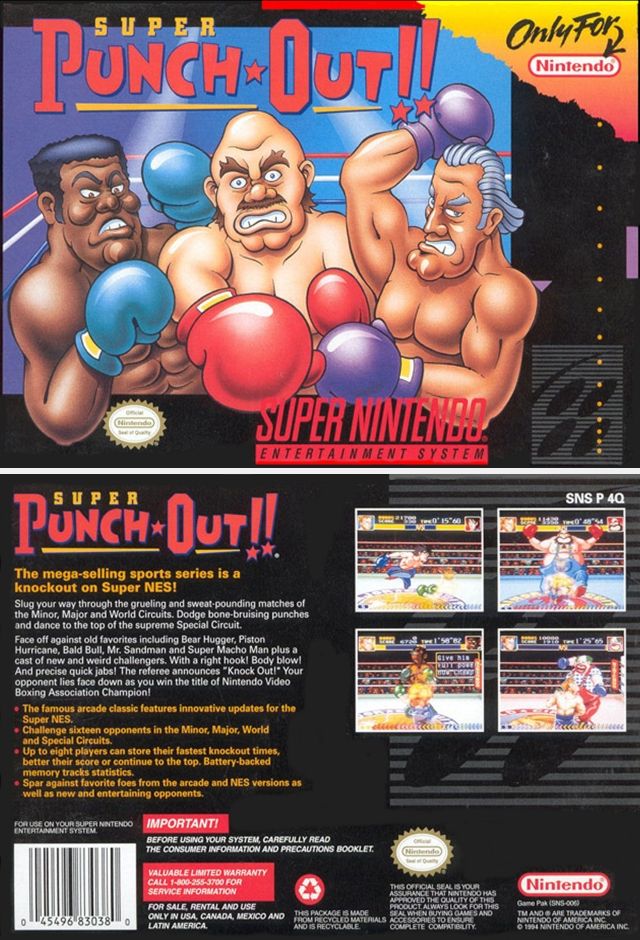 SUPER
PUNCH★OUT!!
Only For
Nintendo®
Official
Nintendo
Seal of Quality
SUPER NINTENDO®
ENTERTAINMENT SYSTEM
SUPER
PUNCH★OUT!!
The mega-selling sports series is a
knockout on Super NES!
Slug your way through the grueling and sweat-pounding matches of
the Minor, Major and World Circuits. Dodge bone-bruising punches
and dance to the top of the supreme Special Circuit.
Face off against old favorites including Bear Hugger, Piston
Hurricane, Bald Bull, Mr. Sandman and Super Macho Man plus a
cast of new and weird challengers. With a right hook! Body blow!
And precise quick jabs! The referee announces "Knock Out!" Your
opponent lies face down as you win the title of Nintendo Video
Boxing Association Champion!
• The famous arcade classic features innovative updates for the
Super NES.
• Challenge sixteen opponents in the Minor, Major, World
and Special Circuits.
• Up to eight players can store their fastest knockout times,
better their score or continue to the top. Battery-backed
memory tracks statistics.
• Spar against favorite foes from the arcade and NES versions as
well as new and entertaining opponents.
SNS P 4Q
FOR USE ON YOUR SUPER NINTENDO
ENTERTAINMENT SYSTEM.
IMPORTANT!
BEFORE USING YOUR SYSTEM, CAREFULLY READ
THE CONSUMER INFORMATION AND PRECAUTIONS BOOKLET.
VALUABLE LIMITED WARRANTY
CALL 1-800-255-3700 FOR
SERVICE INFORMATION
FOR SALE, RENTAL AND USE
ONLY IN USA, CANADA, MEXICO AND
LATIN AMERICA.
0 45496 83038 0
THIS PACKAGE IS MADE
FROM RECYCLED MATERIALS
AND IS RECYCLABLE.
Official
Nintendo
Seal of Quality
THIS OFFICIAL SEAL IS YOUR
ASSURANCE THAT NINTENDO HAS
APPROVED THE QUALITY OF THIS
PRODUCT. ALWAYS LOOK FOR THIS
SEAL WHEN BUYING GAMES AND
ACCESSORIES TO ENSURE
COMPLETE COMPATIBILITY.
Nintendo®
Game Pak (SNS-006)
TM AND ® ARE TRADEMARKS OF
NINTENDO OF AMERICA INC.
© 1994 NINTENDO OF AMERICA INC.